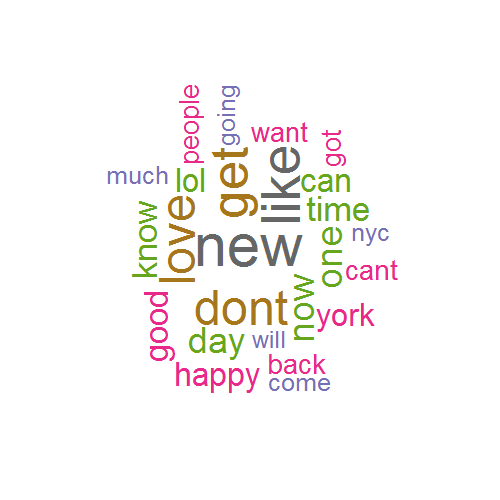 people
going
want
got
much
lol
get
like
can
know
love
time
new
one
nyc
cant
good
dont
now
york
day
will
happy
back
come